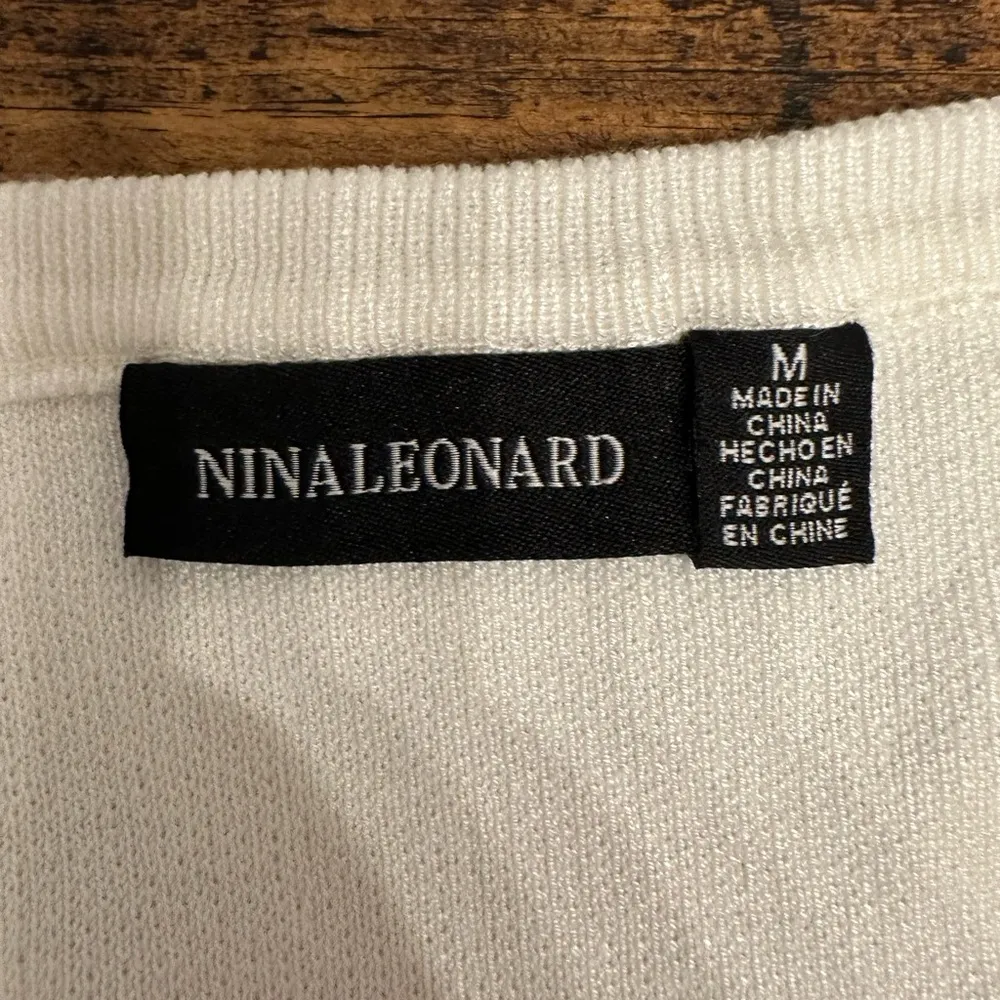 NINALEONARD
M
MADE IN
CHINA
HECHO EN
CHINA
FABRIQUÉ
EN CHINE